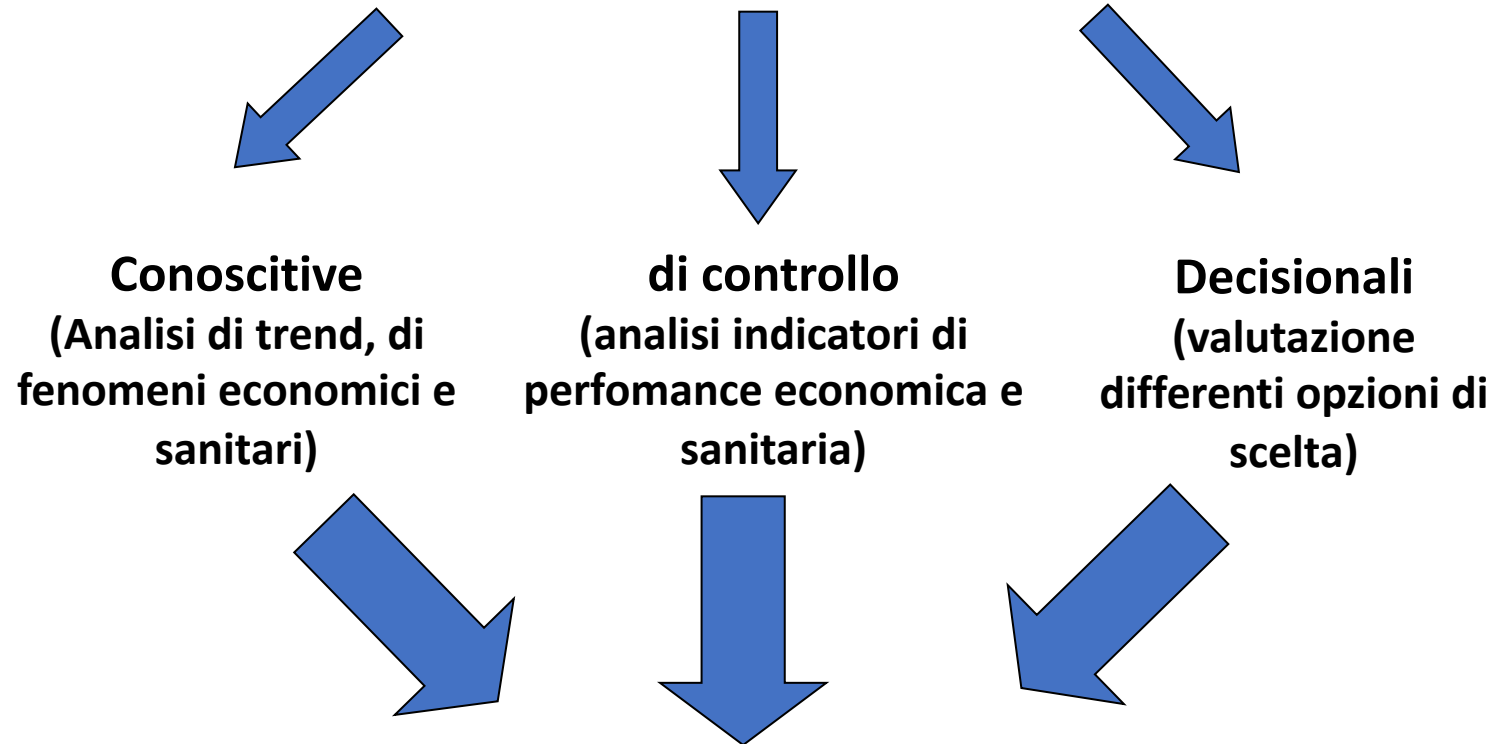 Conoscitive
(Analisi di trend, di
fenomeni economici e
sanitari)
di controllo
(analisi indicatori di
perfomance economica e
sanitaria)
Decisionali
(valutazione
differenti opzioni di
scelta)